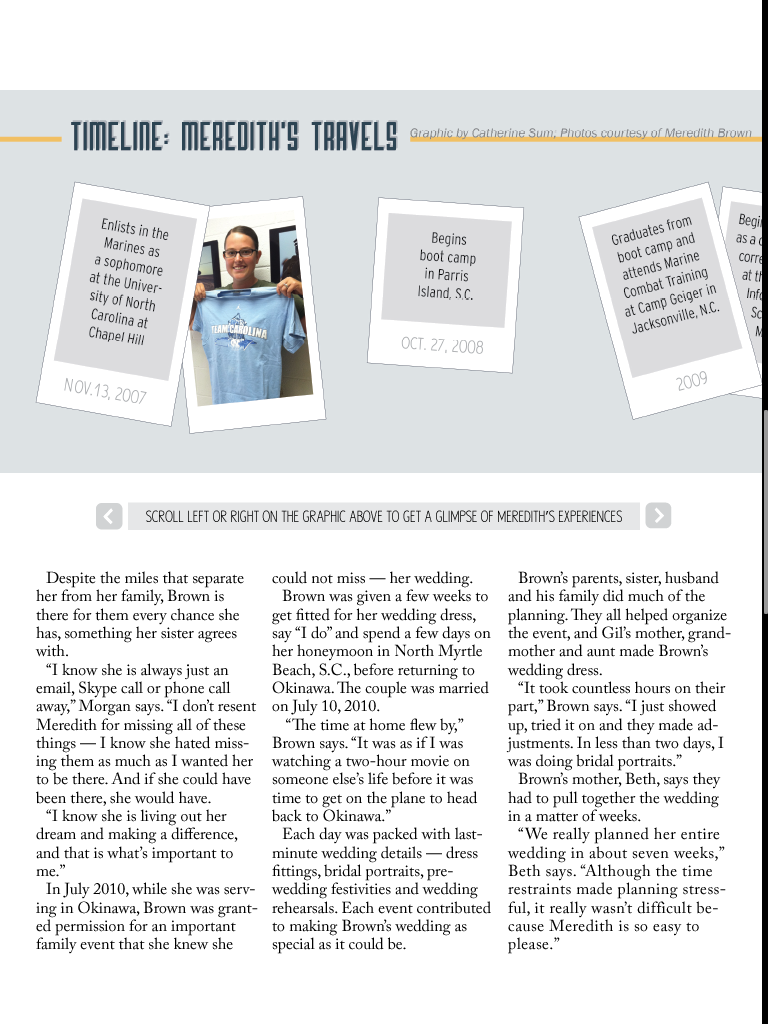 TIMELINE: MEREDITH'S TRAVELS
Graphic by Catherine Sum; Photos courtesy of Meredith Brown
Enlists in the
Marines as
a sophomore
at the Univer-
sity of North
Carolina at
Chapel Hill
NOV.13, 2007
TEAM CAROLINA
Begins
boot camp
in Parris
Island, S.C.
OCT. 27, 2008
Graduates from
boot camp and
attends Marine
Combat Training
at Camp Geiger in
Jacksonville, N.C.
2009
as a
at
SCROLL LEFT OR RIGHT ON THE GRAPHIC ABOVE TO GET A GLIMPSE OF MEREDITH'S EXPERIENCES
Despite the miles that separate
her from her family, Brown is
there for them every chance she
has, something her sister agrees
with.
“I know she is always just an
email, Skype call or phone call
away,” Morgan says. “I don’t resent
Meredith for missing all of these
things — I know she hated miss-
ing them as much as I wanted her
to be there. And if she could have
been there, she would have.
“I know she is living out her
dream and making a difference,
and that is what’s important to
me.”
In July 2010, while she was serv-
ing in Okinawa, Brown was grant-
ed permission for an important
family event that she knew she
could not miss — her wedding.
Brown was given a few weeks to
get fitted for her wedding dress,
say “I do” and spend a few days on
her honeymoon in North Myrtle
Beach, S.C., before returning to
Okinawa. The couple was married
on July 10, 2010.
“The time at home flew by,”
Brown says. “It was as if I was
watching a two-hour movie on
someone else’s life before it was
time to get on the plane to head
back to Okinawa.”
Each day was packed with last-
minute wedding details — dress
fittings, bridal portraits, pre-
wedding festivities and wedding
rehearsals. Each event contributed
to making Brown’s wedding as
special as it could be.
Brown’s parents, sister, husband
and his family did much of the
planning. They all helped organize
the event, and Gil’s mother, grand-
mother and aunt made Brown’s
wedding dress.
“It took countless hours on their
part,” Brown says. “I just showed
up, tried it on and they made ad-
justments. In less than two days, I
was doing bridal portraits.”
Brown’s mother, Beth, says they
had to pull together the wedding
in a matter of weeks.
“We really planned her entire
wedding in about seven weeks,”
Beth says. “Although the time
restraints made planning stress-
ful, it really wasn’t difficult be-
cause Meredith is so easy to
please.”